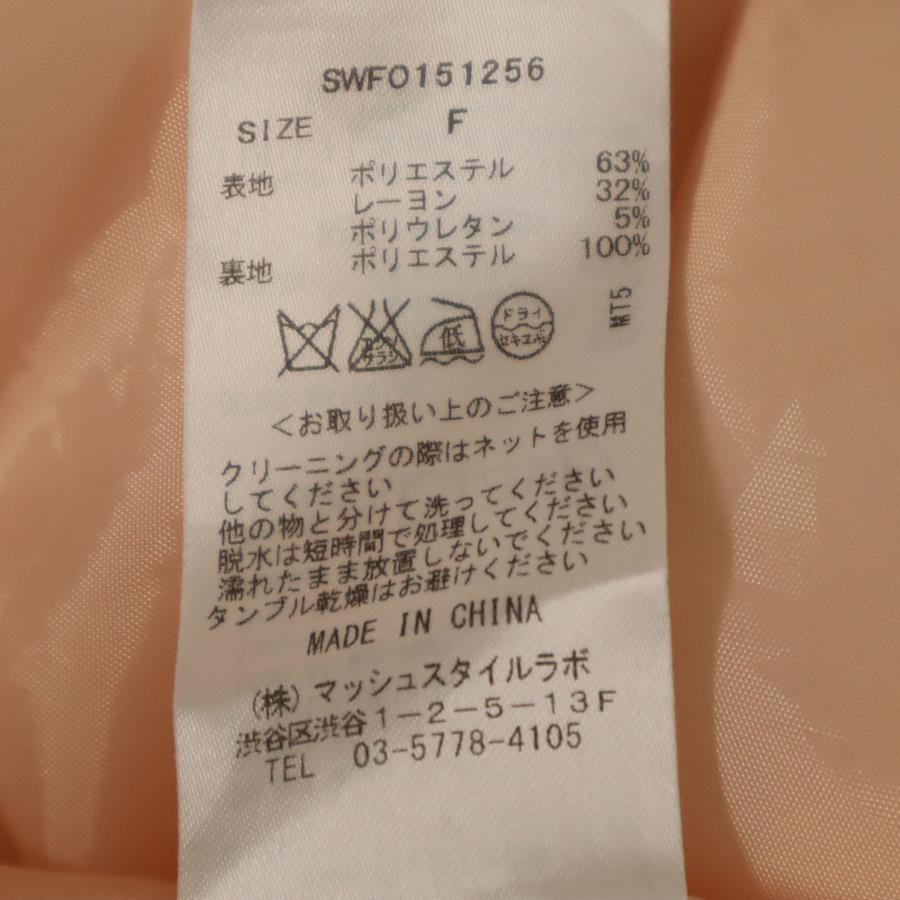 SWFO151256
SIZE F
表地 ポリエステル 63%
レーヨン 32%
ポリウレタン 5%
裏地 ポリエステル 100%
MT5
エンソ
サラシ
低
ドライ
セキユ系
<お取り扱い上のご注意>
クリーニングの際はネットを使用
してください
他の物と分けて洗ってください
脱水は短時間で処理してください
濡れたまま放置しないでください
タンブル乾燥はお避けください
MADE IN CHINA
(株)マッシュスタイルラボ
渋谷区渋谷1-2-5-13F
TEL 03-5778-4105